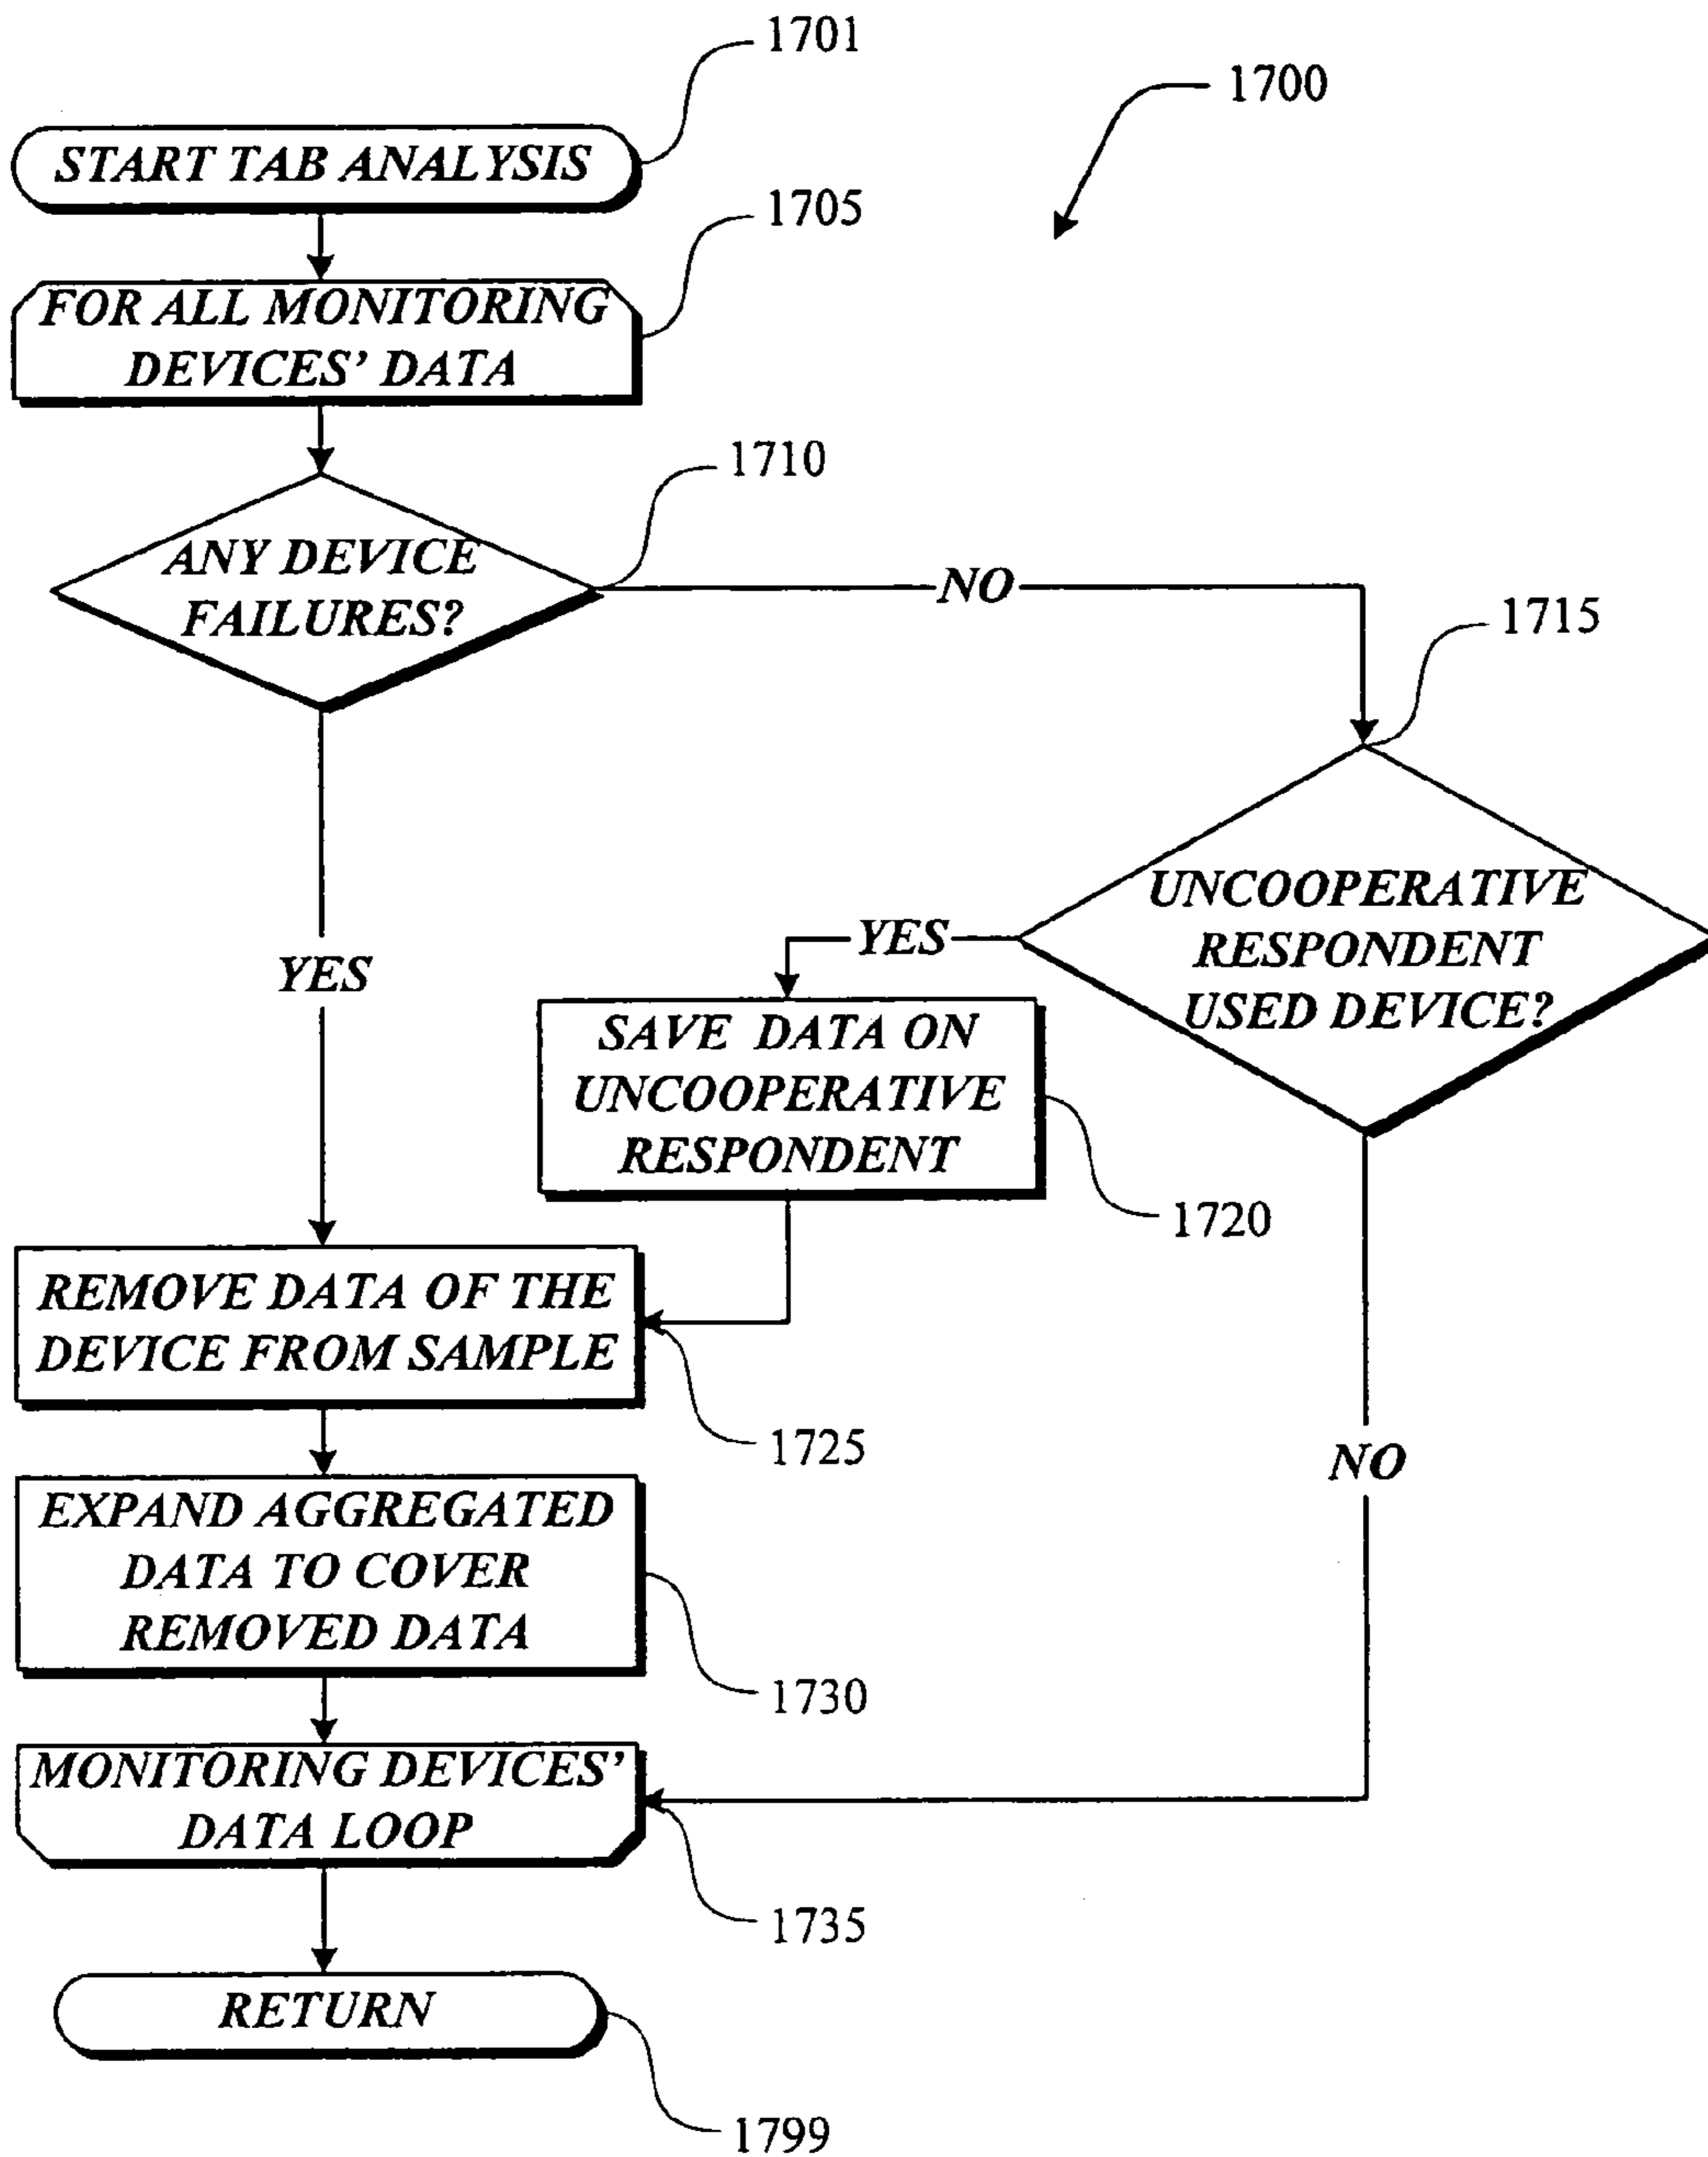 1701
1700
START TAB ANALYSIS
1705
FOR ALL MONITORING
DEVICES’ DATA
1710
ANY DEVICE
FAILURES?
NO
1715
UNCOOPERATIVE
RESPONDENT
USED DEVICE?
YES
YES
SAVE DATA ON
UNCOOPERATIVE
RESPONDENT
1720
REMOVE DATA OF THE
DEVICE FROM SAMPLE
1725
NO
EXPAND AGGREGATED
DATA TO COVER
REMOVED DATA
1730
MONITORING DEVICES’
DATA LOOP
1735
RETURN
1799